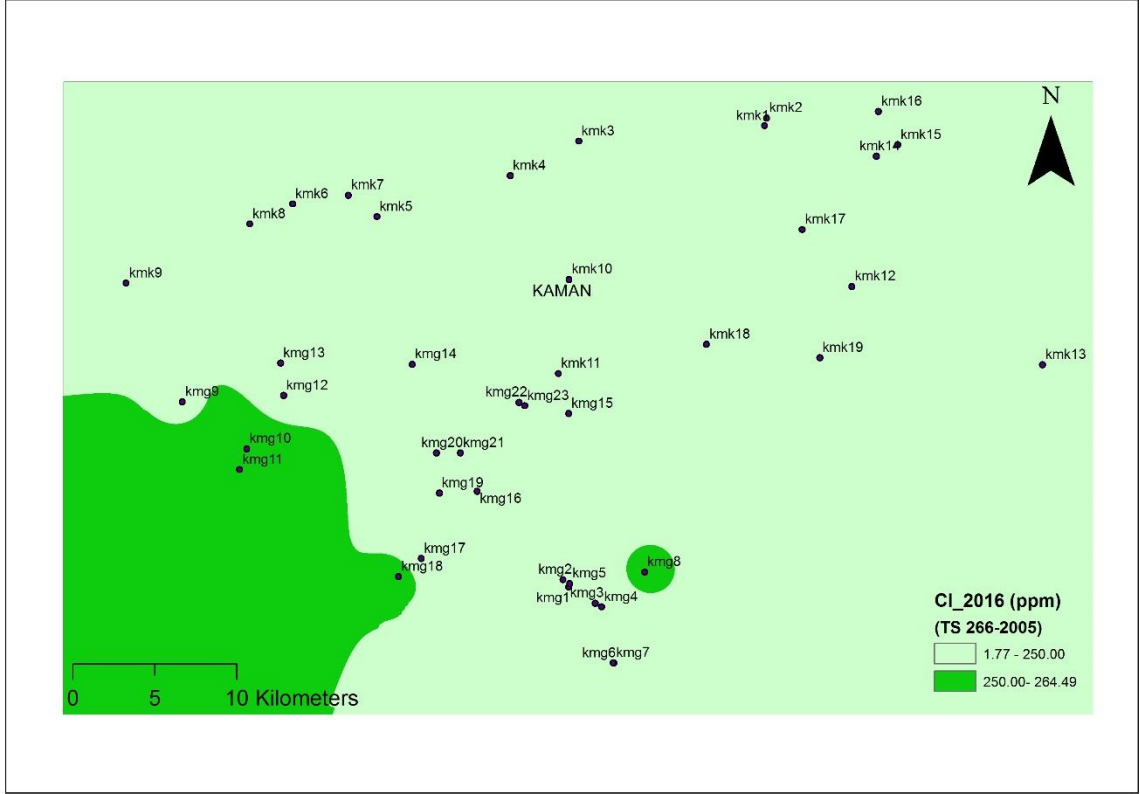 kmk16
N
kmk1 kmk2
kmk3
kmk14 kmk15
kmk4
kmk7
kmk6
kmk8
kmk5
kmk17
kmk9
kmk10
KAMAN
kmk12
kmk18
kmk19
kmk13
kmg13
kmg14
kmk11
kmg9
kmg12
kmg22 kmg23
kmg15
kmg10
kmg11
kmg20 kmg21
kmg19
kmg16
kmg17
kmg18
kmg2 kmg5
kmg8
kmg1 kmg3 kmg4
kmg6kmg7
Cl_2016 (ppm)
(TS 266-2005)
1.77 - 250.00
250.00- 264.49
0 5 10 Kilometers